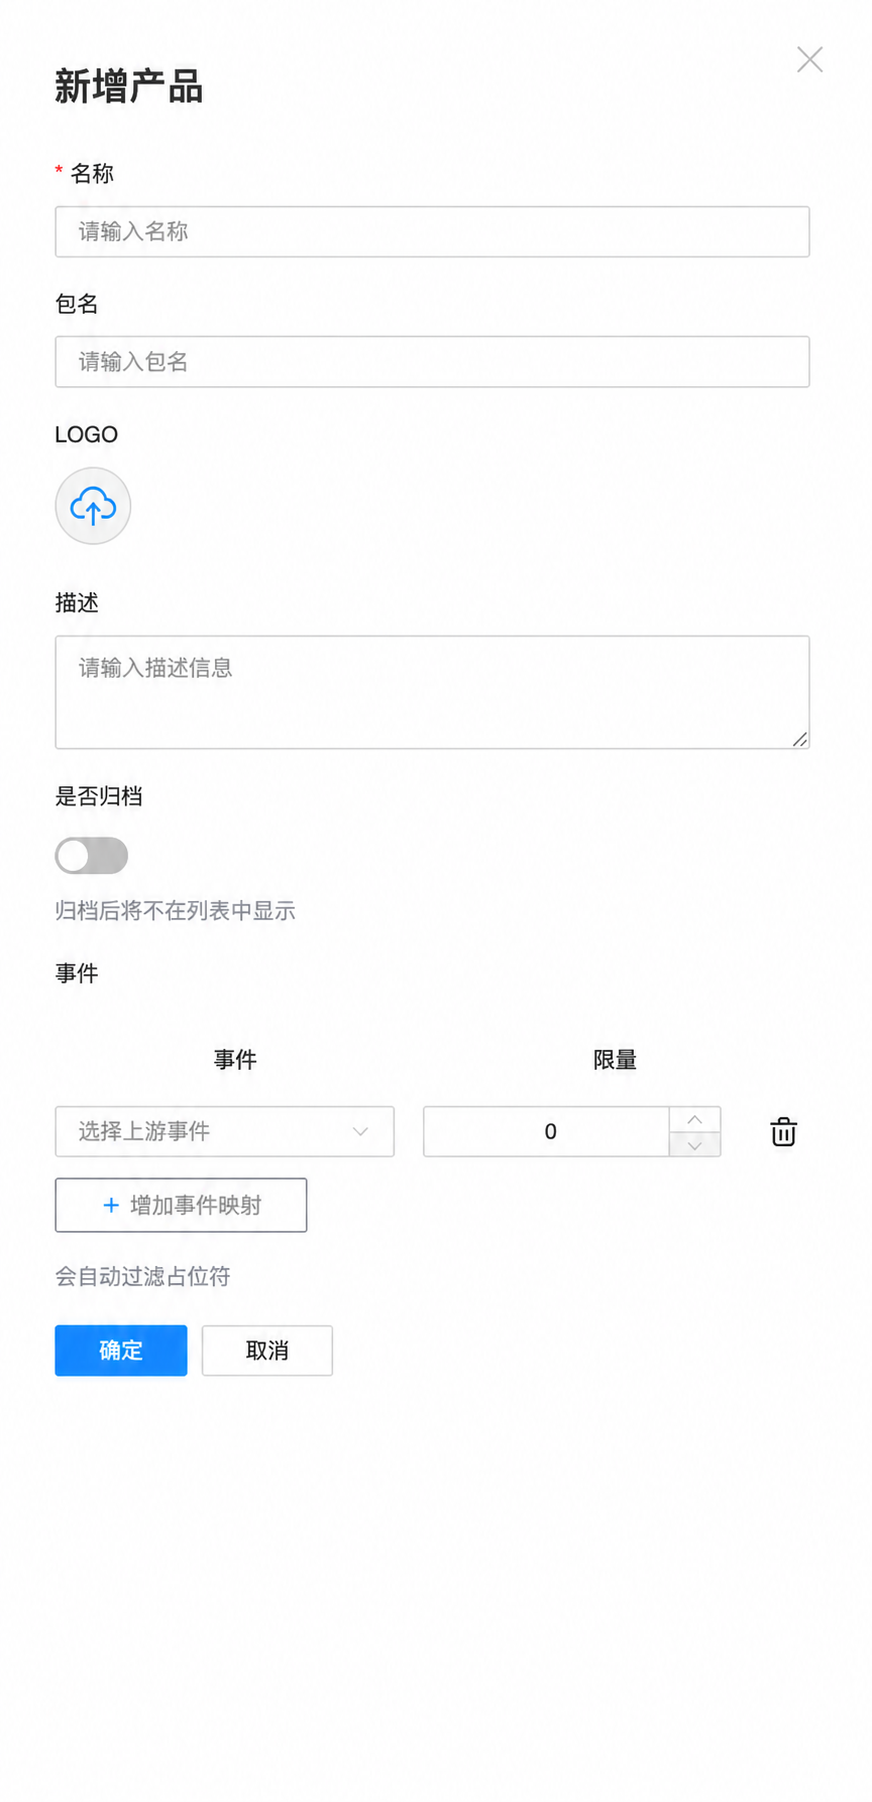 新增产品
* 名称
请输入名称
包名
请输入包名
LOGO
描述
请输入描述信息
是否归档
归档后将不在列表中显示
事件
事件 限量
选择上游事件 0
+ 增加事件映射
会自动过滤占位符
确定 取消